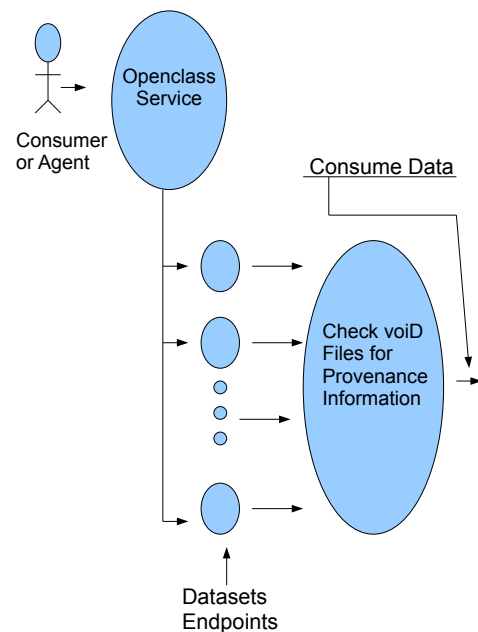 Openclass
Service
Consumer
or Agent
Consume Data
Check voiD
Files for
Provenance
Information
Datasets
Endpoints